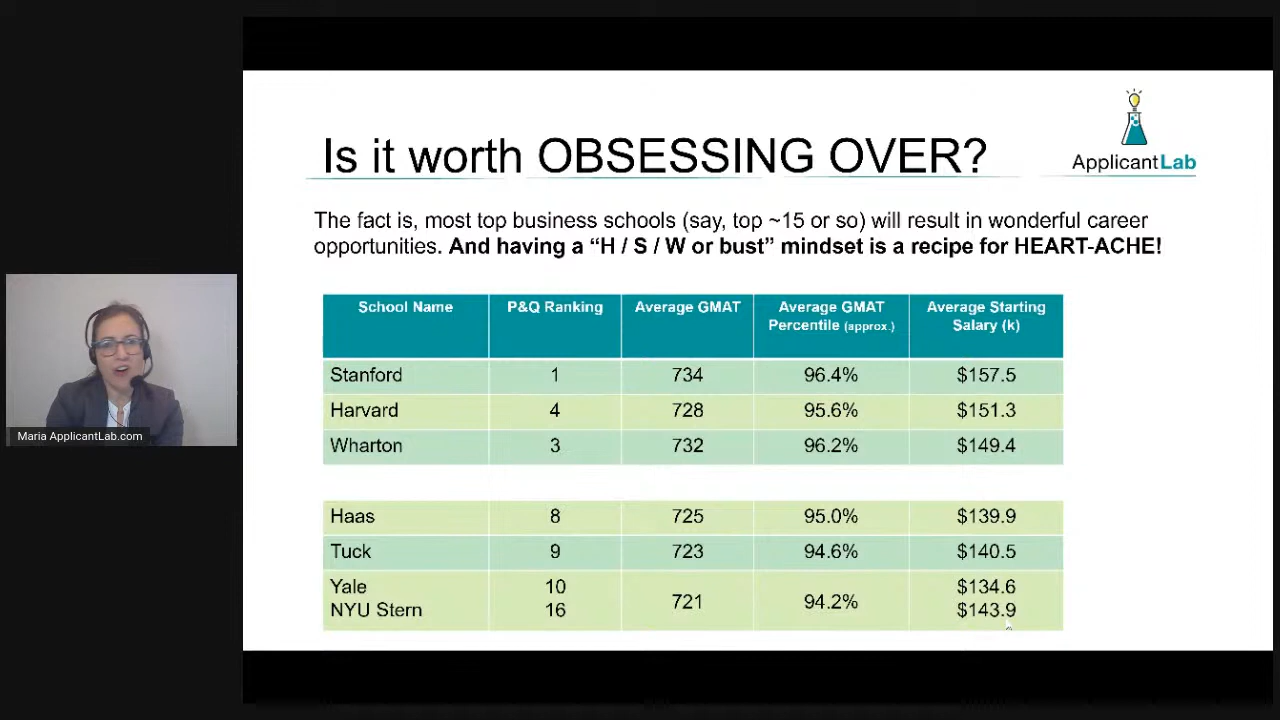 Is it worth OBSESSING OVER?
ApplicantLab
The fact is, most top business schools (say, top ~15 or so) will result in wonderful career
opportunities. And having a “H / S / W or bust” mindset is a recipe for HEART-ACHE!
School Name P&Q Ranking Average GMAT Average GMAT Percentile (approx.) Average Starting Salary (k)
Stanford 1 734 96.4% $157.5
Harvard 4 728 95.6% $151.3
Wharton 3 732 96.2% $149.4
Haas 8 725 95.0% $139.9
Tuck 9 723 94.6% $140.5
Yale 10 $134.6
721 94.2%
NYU Stern 16 $143.9
Maria ApplicantLab.com